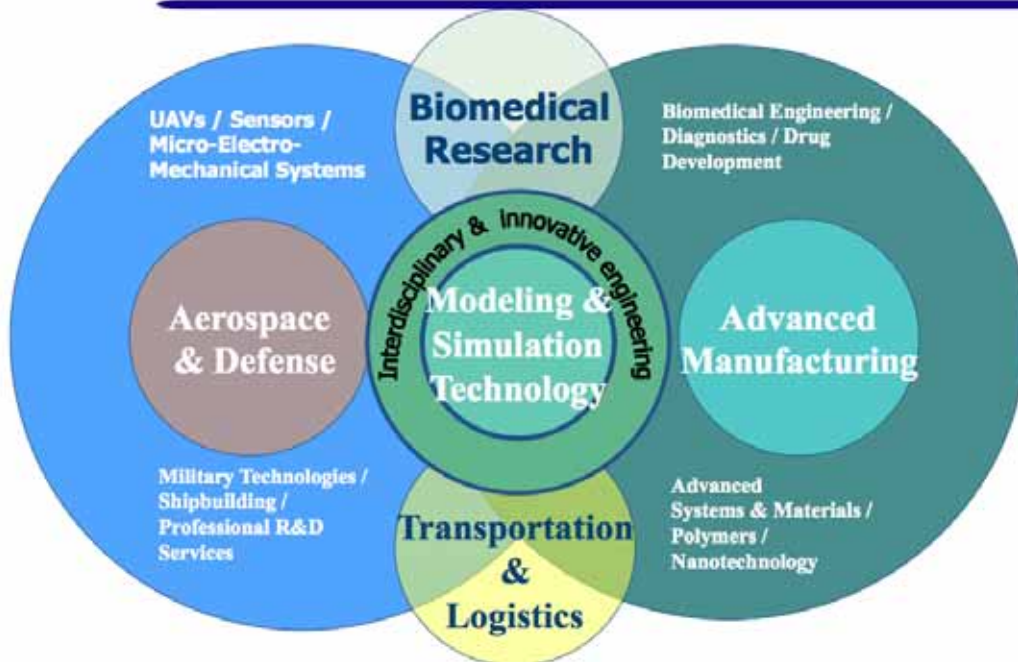 Biomedical
Research
UAVs / Sensors /
Micro-Electro-
Mechanical Systems
Biomedical Engineering /
Diagnostics / Drug
Development
Interdisciplinary & innovative engineering
Aerospace
& Defense
Modeling &
Simulation
Technology
Advanced
Manufacturing
Military Technologies /
Shipbuilding /
Professional R&D
Services
Advanced
Systems & Materials /
Polymers /
Nanotechnology
Transportation
&
Logistics